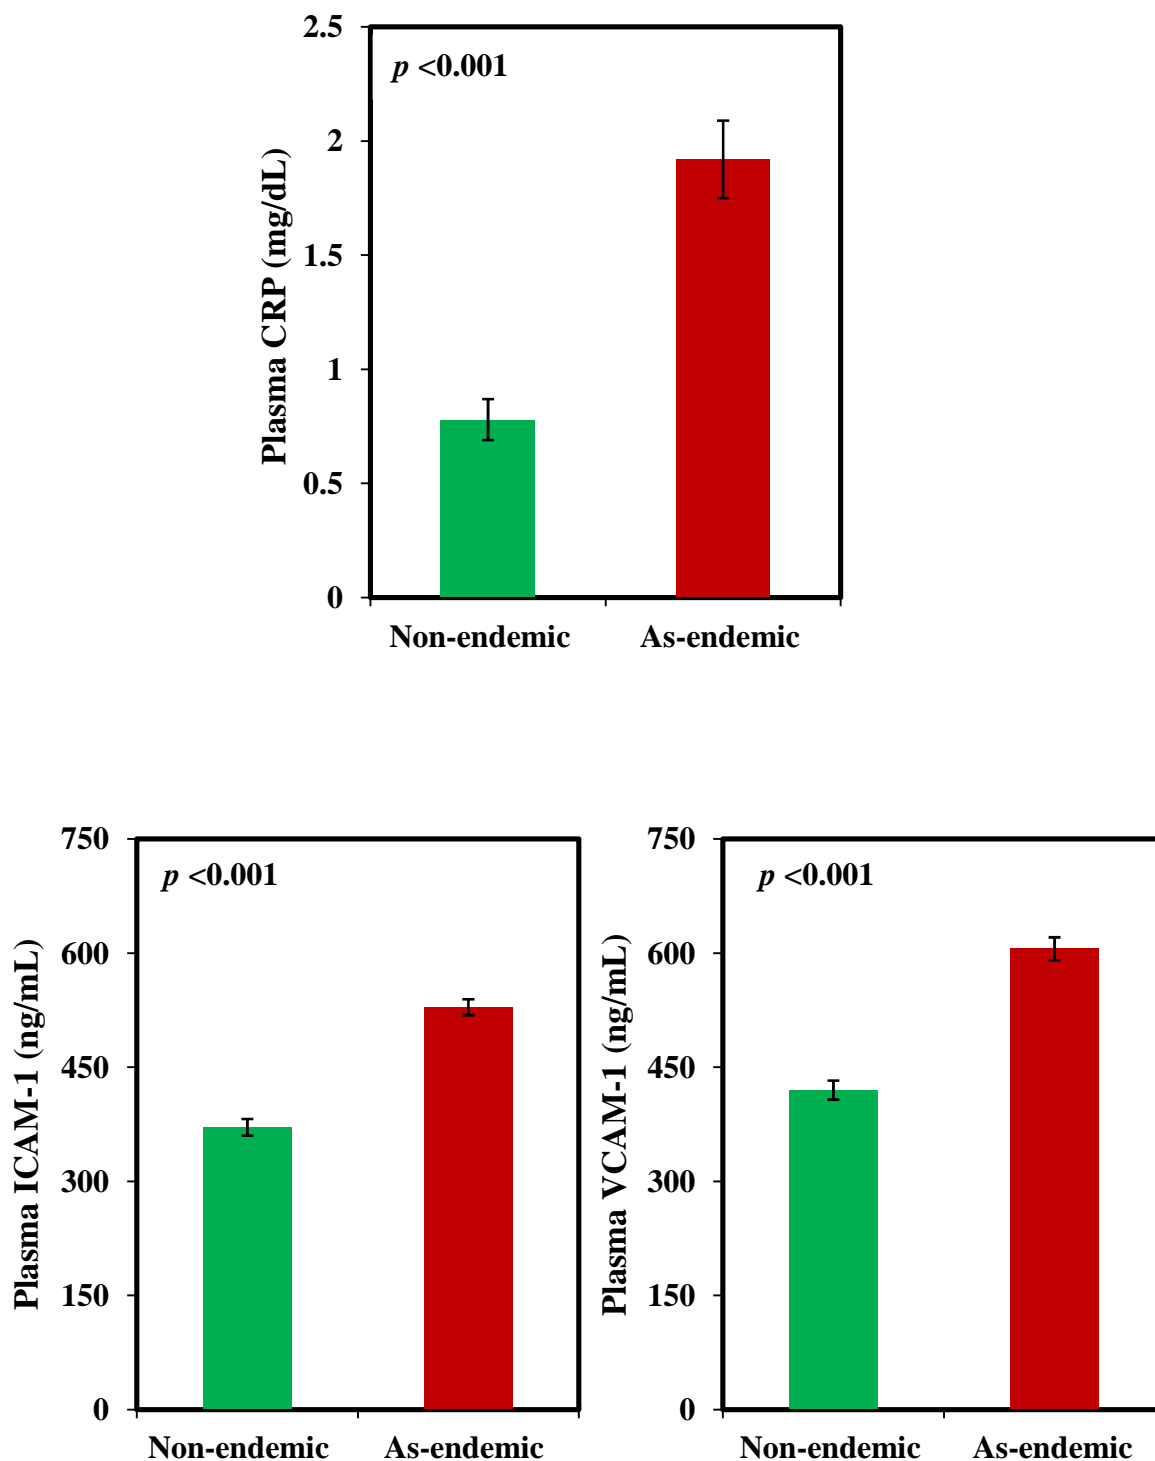 2.5
p <0.001
2
1.5
1
0.5
0
Plasma CRP (mg/dL)
Non-endemic As-endemic
750
p <0.001
600
450
300
150
0
Plasma ICAM-1 (ng/mL)
Non-endemic As-endemic
750
p <0.001
600
450
300
150
0
Plasma VCAM-1 (ng/mL)
Non-endemic As-endemic